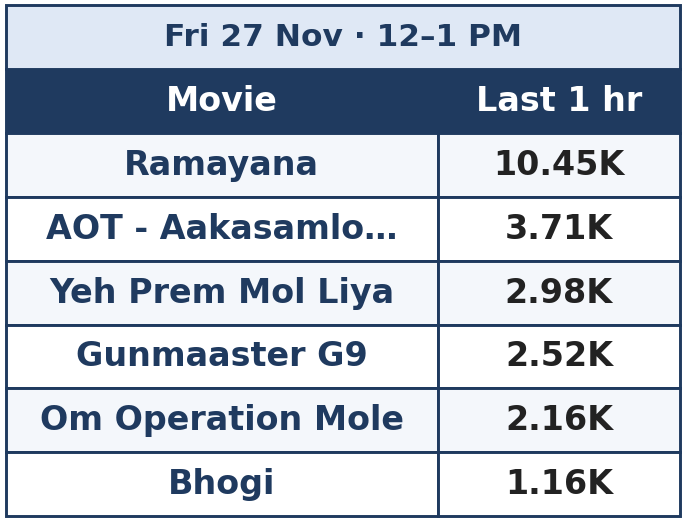 Fri 27 Nov · 12–1 PM
Movie Last 1 hr
Ramayana 10.45K
AOT - Aakasamlo... 3.71K
Yeh Prem Mol Liya 2.98K
Gunmaaster G9 2.52K
Om Operation Mole 2.16K
Bhogi 1.16K